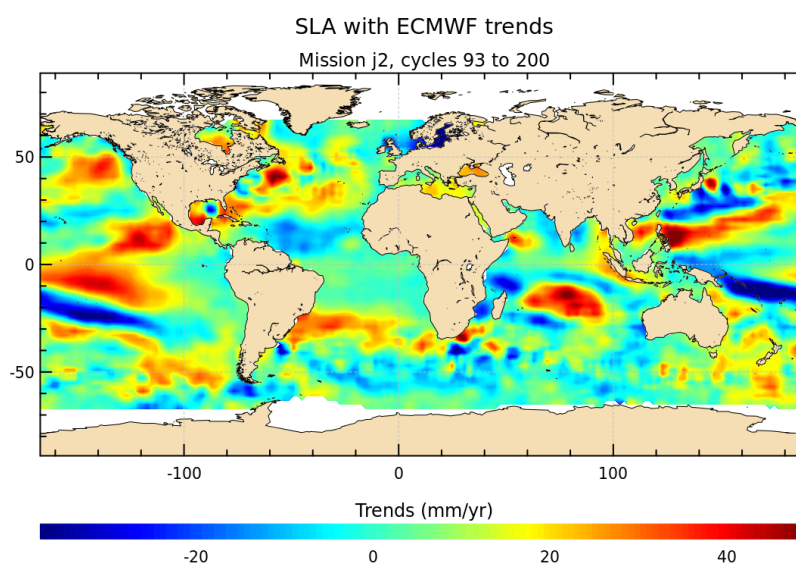 SLA with ECMWF trends
Mission j2, cycles 93 to 200
50
0
-50
-100 0 100
Trends (mm/yr)
-20 0 20 40